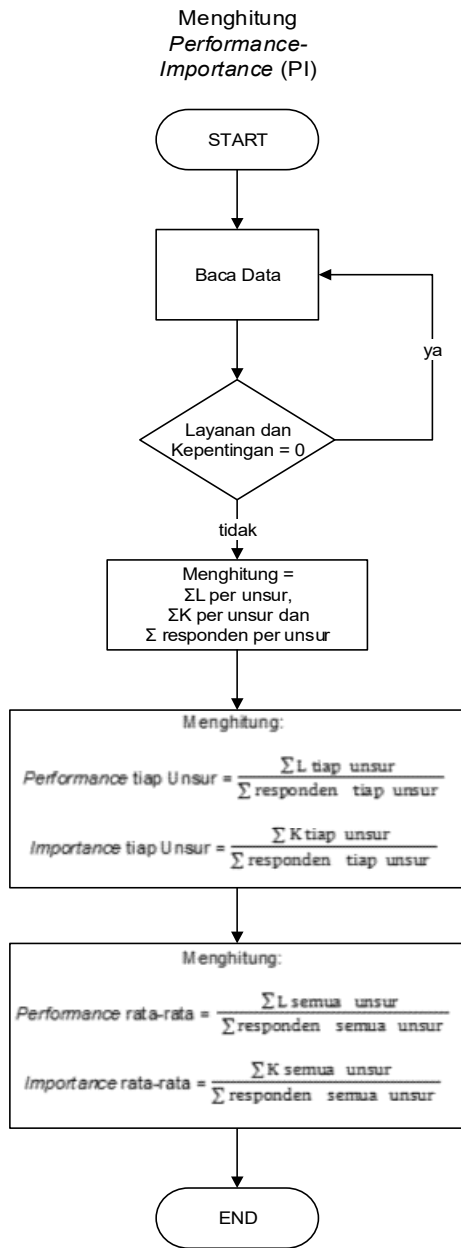 Menghitung
Performance-
Importance (PI)
START
Baca Data
ya
Layanan dan
Kepentingan = 0
tidak
Menghitung =
ΣL per unsur,
ΣK per unsur dan
Σ responden per unsur
Menghitung:
Performance tiap Unsur = ∑L tiap unsur / ∑responden tiap unsur
Importance tiap Unsur = ∑K tiap unsur / ∑responden tiap unsur
Menghitung:
Performance rata-rata = ∑L semua unsur / ∑responden semua unsur
Importance rata-rata = ∑K semua unsur / ∑responden semua unsur
END